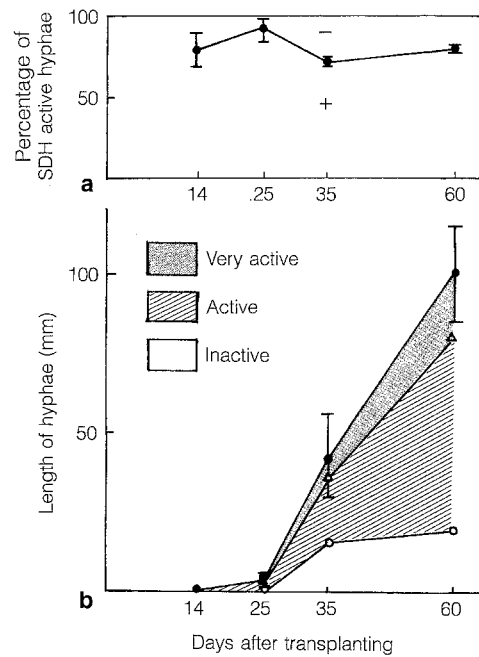 100
50
Percentage of
SDH active hyphae
a
14
.25
35
60
100
50
Length of hyphae (mm)
Very active
Active
Inactive
b
14
25
35
60
Days after transplanting